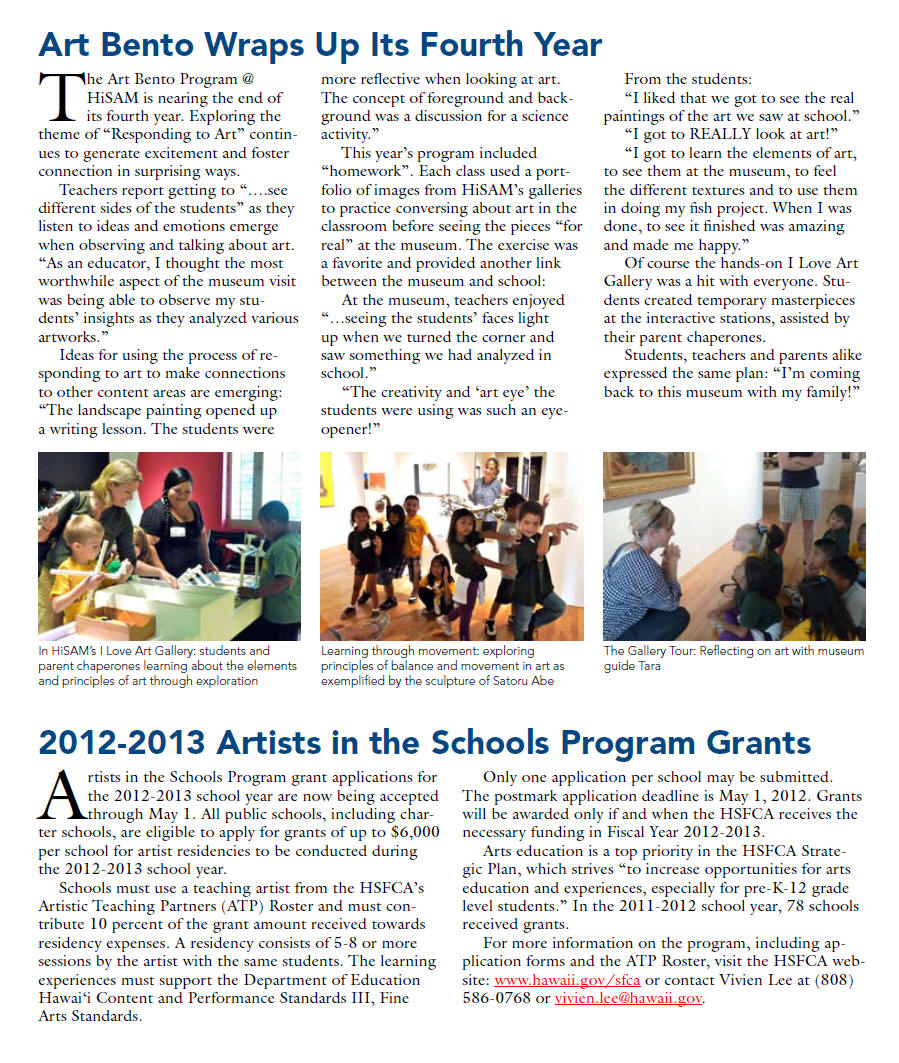 Art Bento Wraps Up Its Fourth Year
The Art Bento Program @
HiSAM is nearing the end of
its fourth year. Exploring the
theme of “Responding to Art” contin-
ues to generate excitement and foster
connection in surprising ways.
Teachers report getting to “….see
different sides of the students” as they
listen to ideas and emotions emerge
when observing and talking about art.
“As an educator, I thought the most
worthwhile aspect of the museum visit
was being able to observe my stu-
dents’ insights as they analyzed various
artworks.”
Ideas for using the process of re-
sponding to art to make connections
to other content areas are emerging:
“The landscape painting opened up
a writing lesson. The students were
more reflective when looking at art.
The concept of foreground and back-
ground was a discussion for a science
activity.”
This year’s program included
“homework”. Each class used a port-
folio of images from HiSAM’s galleries
to practice conversing about art in the
classroom before seeing the pieces “for
real” at the museum. The exercise was
a favorite and provided another link
between the museum and school:
At the museum, teachers enjoyed
“…seeing the students’ faces light
up when we turned the corner and
saw something we had analyzed in
school.”
“The creativity and ‘art eye’ the
students were using was such an eye-
opener!”
From the students:
“I liked that we got to see the real
paintings of the art we saw at school.”
“I got to REALLY look at art!”
“I got to learn the elements of art,
to see them at the museum, to feel
the different textures and to use them
in doing my fish project. When I was
done, to see it finished was amazing
and made me happy.”
Of course the hands-on I Love Art
Gallery was a hit with everyone. Stu-
dents created temporary masterpieces
at the interactive stations, assisted by
their parent chaperones.
Students, teachers and parents alike
expressed the same plan: “I’m coming
back to this museum with my family!”
In HiSAM’s I Love Art Gallery: students and
parent chaperones learning about the elements
and principles of art through exploration
Learning through movement: exploring
principles of balance and movement in art as
exemplified by the sculpture of Satoru Abe
The Gallery Tour: Reflecting on art with museum
guide Tara
2012-2013 Artists in the Schools Program Grants
Artists in the Schools Program grant applications for
the 2012-2013 school year are now being accepted
through May 1. All public schools, including char-
ter schools, are eligible to apply for grants of up to $6,000
per school for artist residencies to be conducted during
the 2012-2013 school year.
Schools must use a teaching artist from the HSFCA’s
Artistic Teaching Partners (ATP) Roster and must con-
tribute 10 percent of the grant amount received towards
residency expenses. A residency consists of 5-8 or more
sessions by the artist with the same students. The learning
experiences must support the Department of Education
Hawai‘i Content and Performance Standards III, Fine
Arts Standards.
Only one application per school may be submitted.
The postmark application deadline is May 1, 2012. Grants
will be awarded only if and when the HSFCA receives the
necessary funding in Fiscal Year 2012-2013.
Arts education is a top priority in the HSFCA Strate-
gic Plan, which strives “to increase opportunities for arts
education and experiences, especially for pre-K-12 grade
level students.” In the 2011-2012 school year, 78 schools
received grants.
For more information on the program, including ap-
plication forms and the ATP Roster, visit the HSFCA web-
site: www.hawaii.gov/sfca or contact Vivien Lee at (808)
586-0768 or vivien.lee@hawaii.gov.